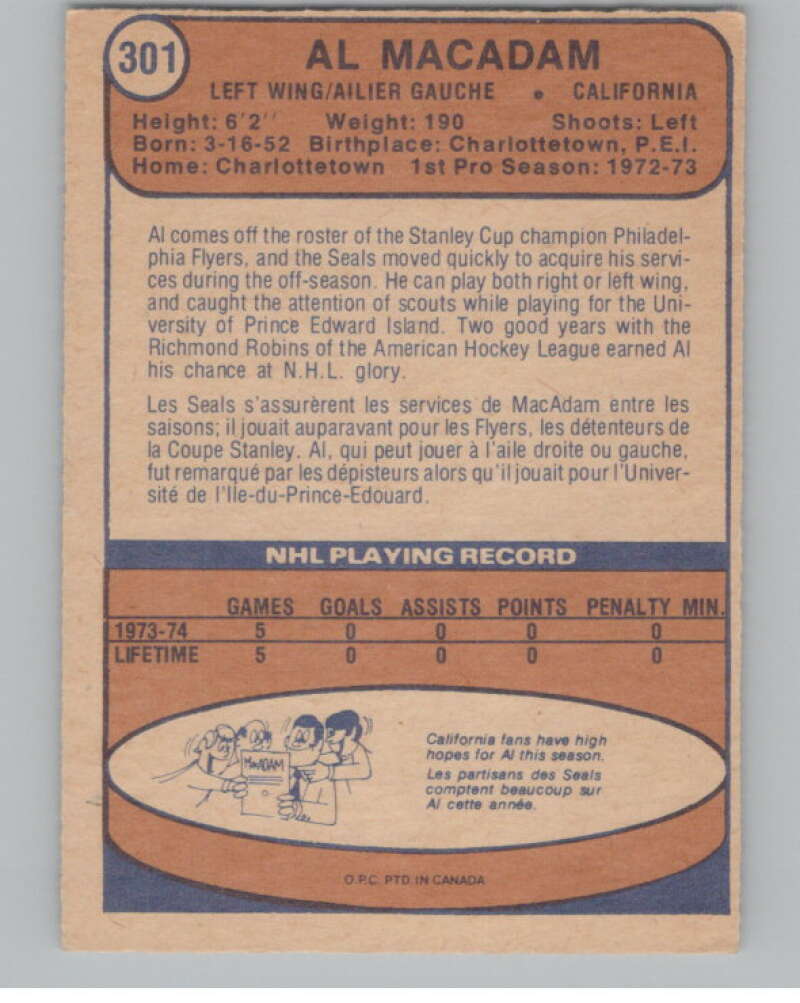 301
AL MACADAM
LEFT WING/AILIER GAUCHE • CALIFORNIA
Height: 6'2'' Weight: 190 Shoots: Left
Born: 3-16-52 Birthplace: Charlottetown, P.E.I.
Home: Charlottetown 1st Pro Season: 1972-73
Al comes off the roster of the Stanley Cup champion Philadel-
phia Flyers, and the Seals moved quickly to acquire his servi-
ces during the off-season. He can play both right or left wing,
and caught the attention of scouts while playing for the Uni-
versity of Prince Edward Island. Two good years with the
Richmond Robins of the American Hockey League earned Al
his chance at N.H.L. glory.
Les Seals s'assurèrent les services de MacAdam entre les
saisons; il jouait auparavant pour les Flyers, les détenteurs de
la Coupe Stanley. Al, qui peut jouer à l'aile droite ou gauche,
fut remarqué par les dépisteurs alors qu'il jouait pour l'Univer-
sité de l'Ile-du-Prince-Edouard.
NHL PLAYING RECORD
GAMES GOALS ASSISTS POINTS PENALTY MIN.
1973-74 5 0 0 0 0
LIFETIME 5 0 0 0 0
MacADAM
California fans have high
hopes for Al this season.
Les partisans des Seals
comptent beaucoup sur
Al cette année.
O.P.C. PTD. IN CANADA